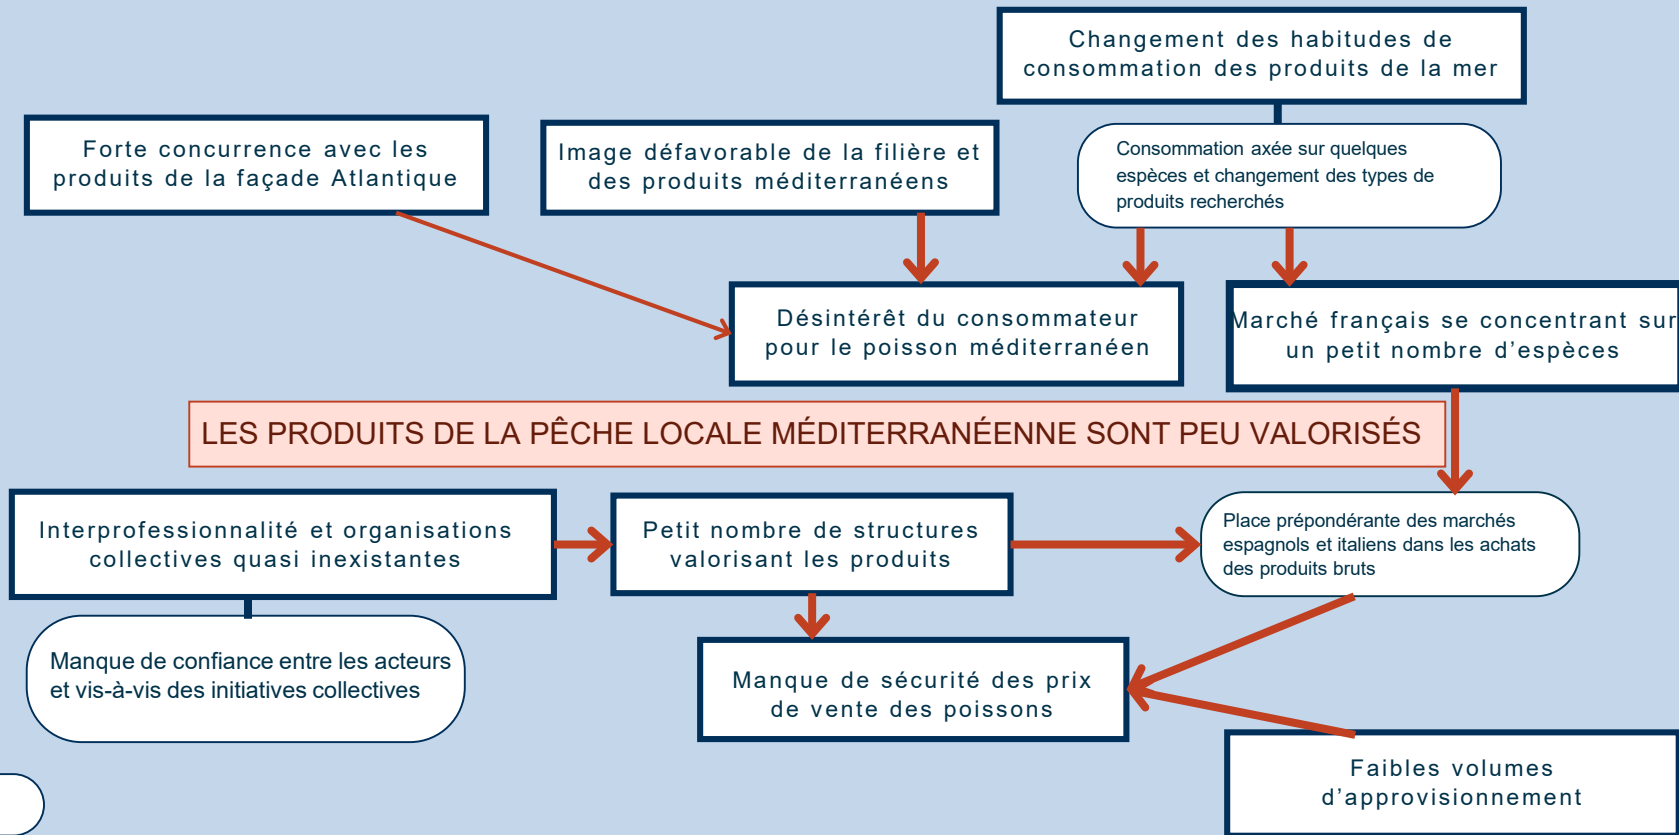 Changement des habitudes de
consommation des produits de la mer
Forte concurrence avec les
produits de la façade Atlantique
Image défavorable de la filière et
des produits méditerranéens
Consommation axée sur quelques
espèces et changement des types de
produits recherchés
Désintérêt du consommateur
pour le poisson méditerranéen
Marché français se concentrant sur
un petit nombre d'espèces
LES PRODUITS DE LA PÊCHE LOCALE MÉDITERRANÉENNE SONT PEU VALORISÉS
Interprofessionnalité et organisations
collectives quasi inexistantes
Petit nombre de structures
valorisant les produits
Place prépondérante des marchés
espagnols et italiens dans les achats
des produits bruts
Manque de confiance entre les acteurs
et vis-à-vis des initiatives collectives
Manque de sécurité des prix
de vente des poissons
Faibles volumes
d'approvisionnement